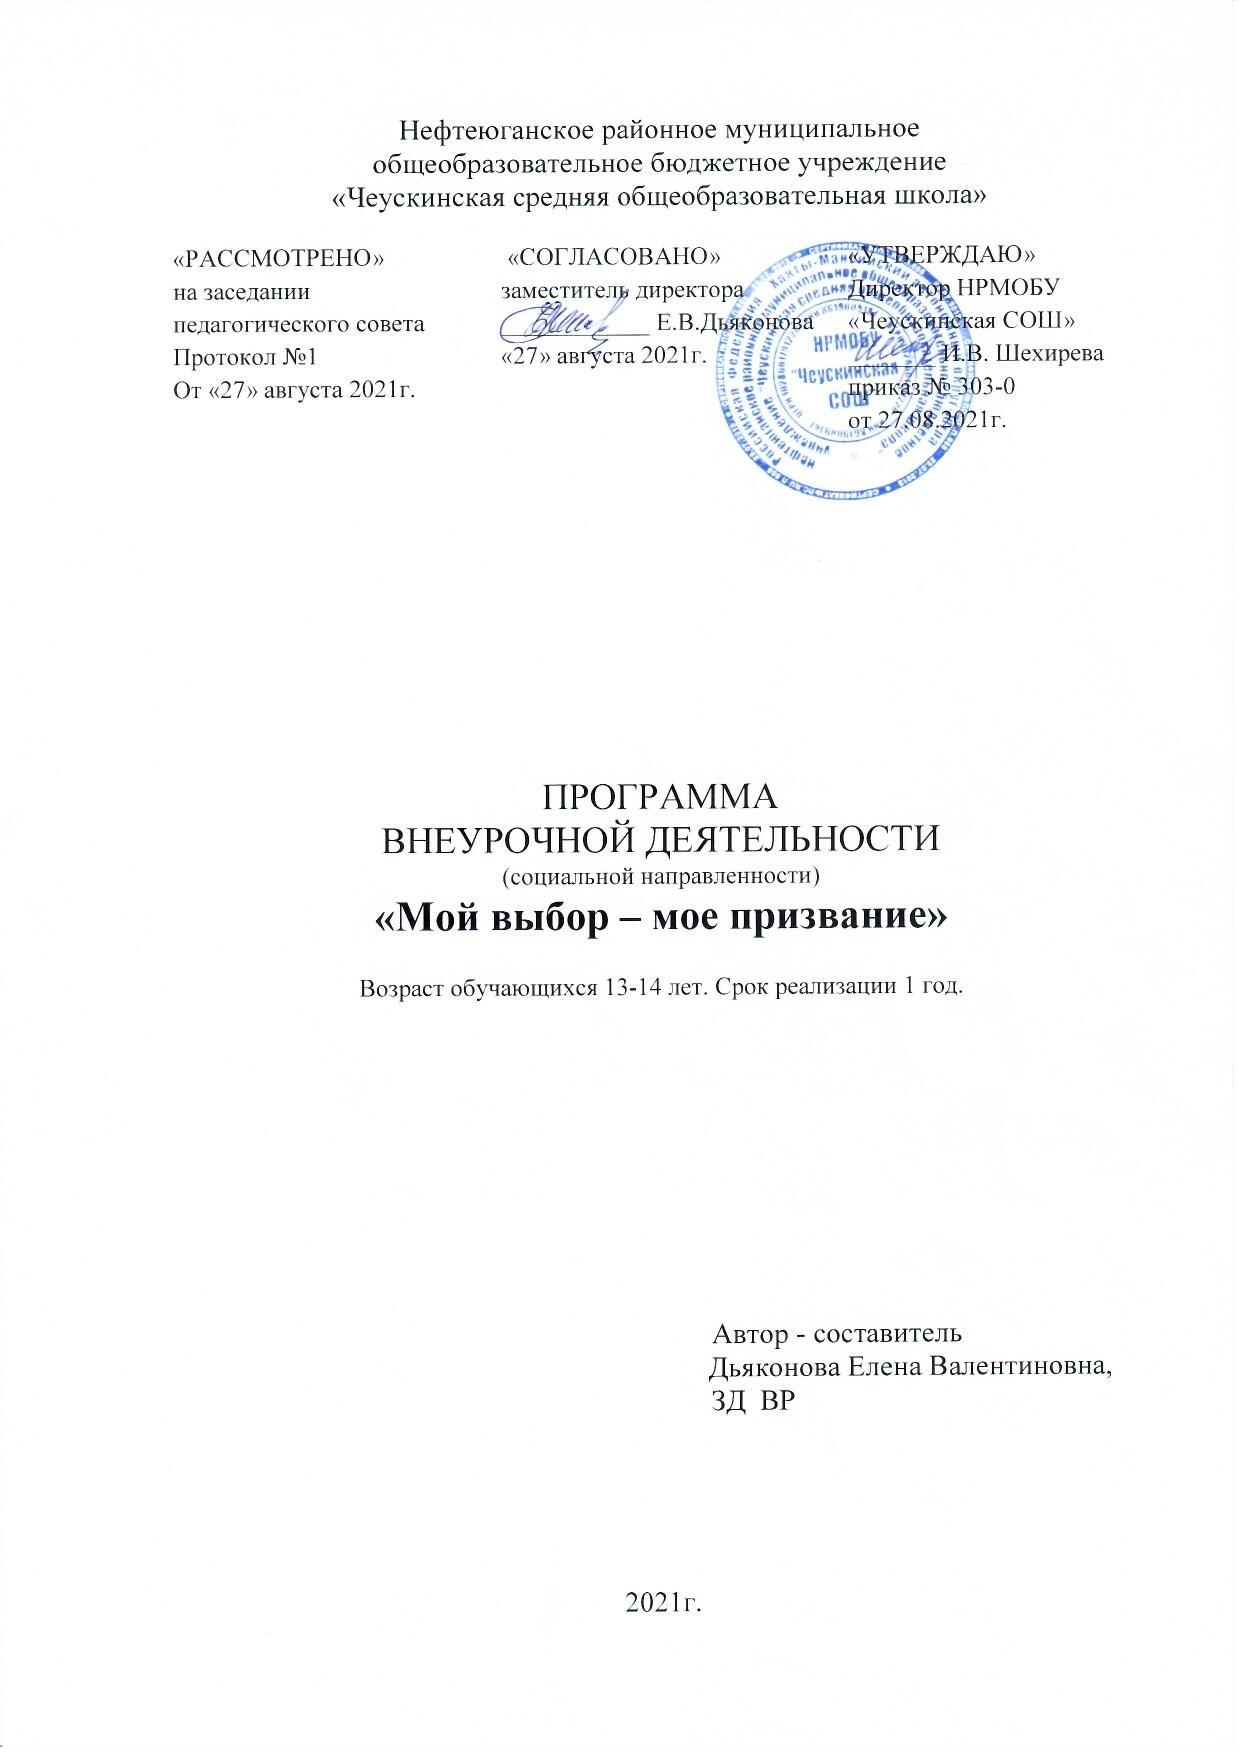 Нефтеюганское районное муниципальное
общеобразовательное бюджетное учреждение
«Чеускинская средняя общеобразовательная школа»
«РАССМОТРЕНО»
на заседании
педагогического совета
Протокол №1
От «27» августа 2021г.
«СОГЛАСОВАНО»
заместитель директора
Е.В.Дьяконова
«27» августа 2021г.
«УТВЕРЖДАЮ»
Директор НРМОБУ
«Чеускинская СОШ»
И.В. Шехирева
приказ № 303-0
от 27.08.2021г.
НРМОБУ
"Чеускинская
СОШ"
ПРОГРАММА
ВНЕУРОЧНОЙ ДЕЯТЕЛЬНОСТИ
(социальной направленности)
«Мой выбор – мое призвание»
Возраст обучающихся 13-14 лет. Срок реализации 1 год.
Автор - составитель
Дьяконова Елена Валентиновна,
ЗД ВР
2021г.